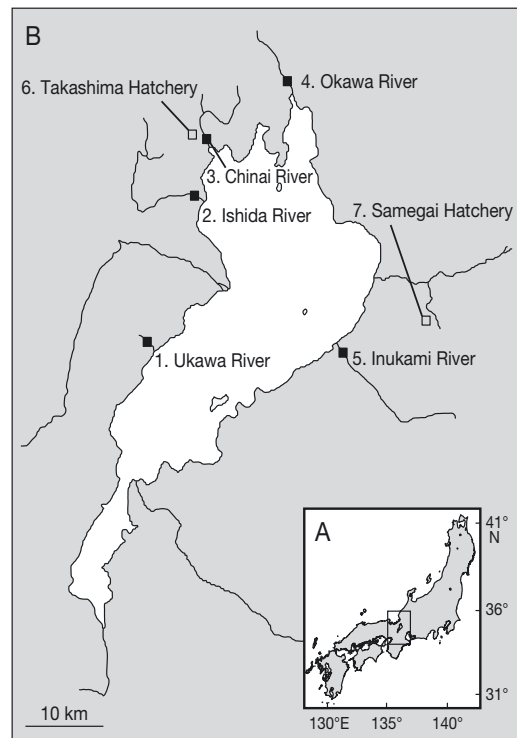 B
4. Okawa River
6. Takashima Hatchery
3. Chinai River
2. Ishida River
7. Samegai Hatchery
1. Ukawa River
5. Inukami River
A
41°
N
36°
31°
130°E
135°
140°
10 km